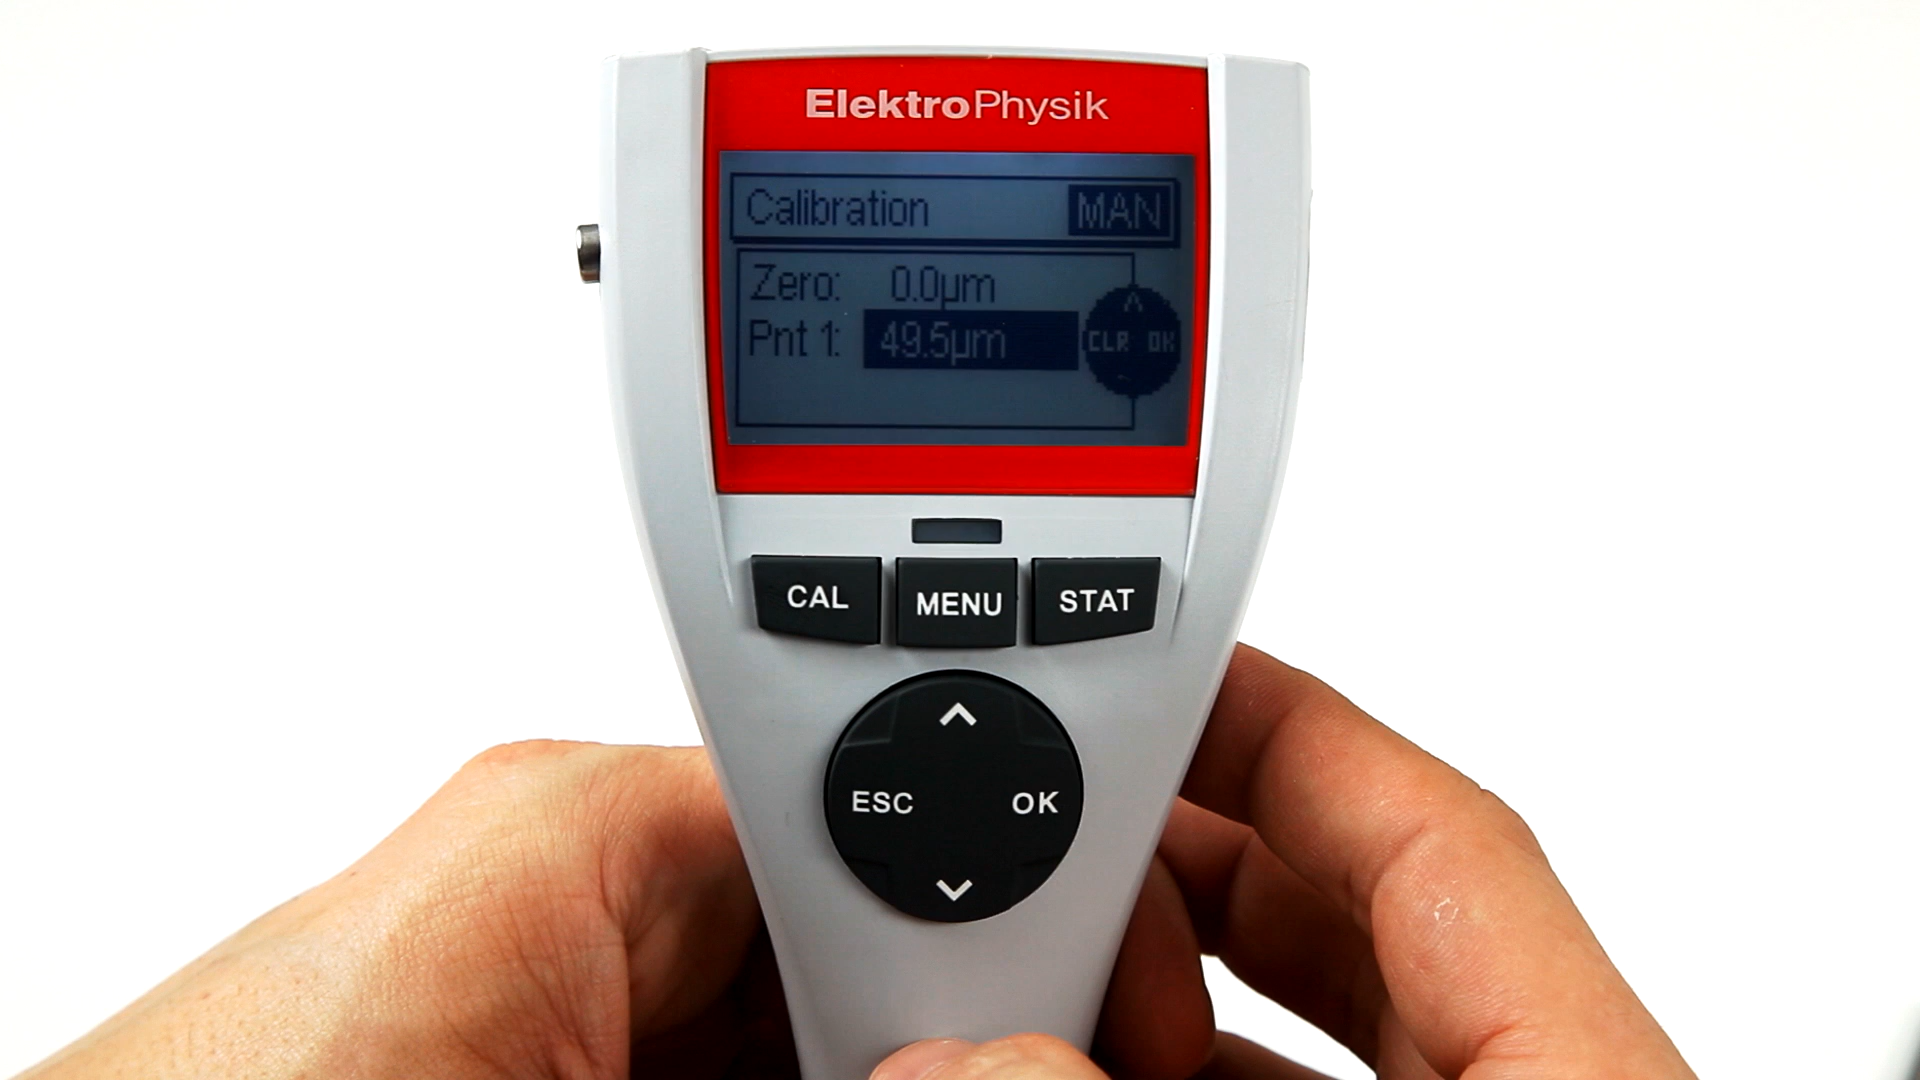 ElektroPhysik
Calibration MAN
Zero: 0.0µm
Pnt 1: 49.5µm
CLR OK
CAL MENU STAT
ESC OK